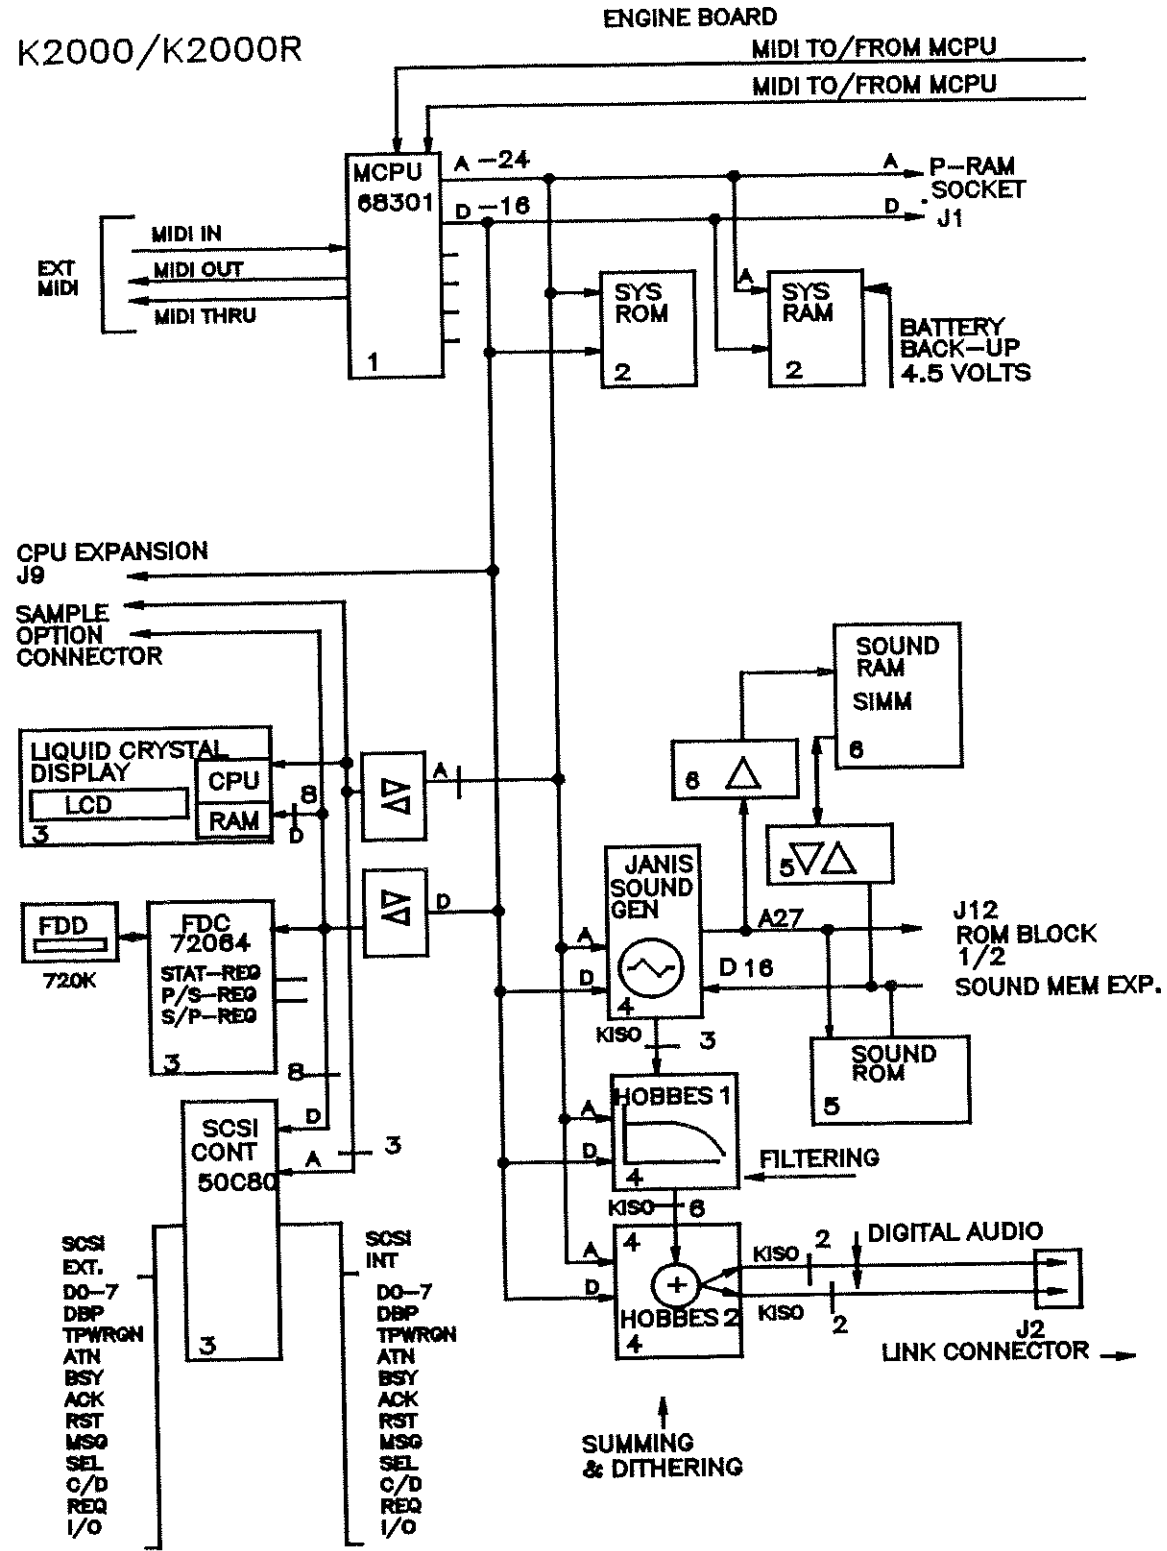 ENGINE BOARD
K2000/K2000R
MIDI TO/FROM MCPU
MIDI TO/FROM MCPU
MCPU
68301
1
A -24
D -16
A
D
P-RAM
SOCKET
J1
EXT
MIDI
MIDI IN
MIDI OUT
MIDI THRU
SYS
ROM
2
A
SYS
RAM
2
BATTERY
BACK-UP
4.5 VOLTS
CPU EXPANSION
J9
SAMPLE
OPTION
CONNECTOR
SOUND
RAM
SIMM
6
LIQUID CRYSTAL
DISPLAY
LCD
3
CPU
RAM
8
D
A
6
5
FDD
720K
FDC
72064
STAT-REQ
P/S-REQ
S/P-REQ
3
D
JANIS
SOUND
GEN
4
A
D
A27
D 16
J12
ROM BLOCK
1/2
SOUND MEM EXP.
KISO
3
SOUND
ROM
5
8
D
3
A
SCSI
CONT
50C80
3
HOBBES 1
4
A
D
FILTERING
KISO
6
4
HOBBES 2
4
A
D
KISO
2
DIGITAL AUDIO
KISO
2
J2
LINK CONNECTOR
SUMMING
& DITHERING
SCSI
EXT.
D0-7
DBP
TPWRGN
ATN
BSY
ACK
RST
MSG
SEL
C/D
REQ
I/O
SCSI
INT
D0-7
DBP
TPWRGN
ATN
BSY
ACK
RST
MSG
SEL
C/D
REQ
I/O